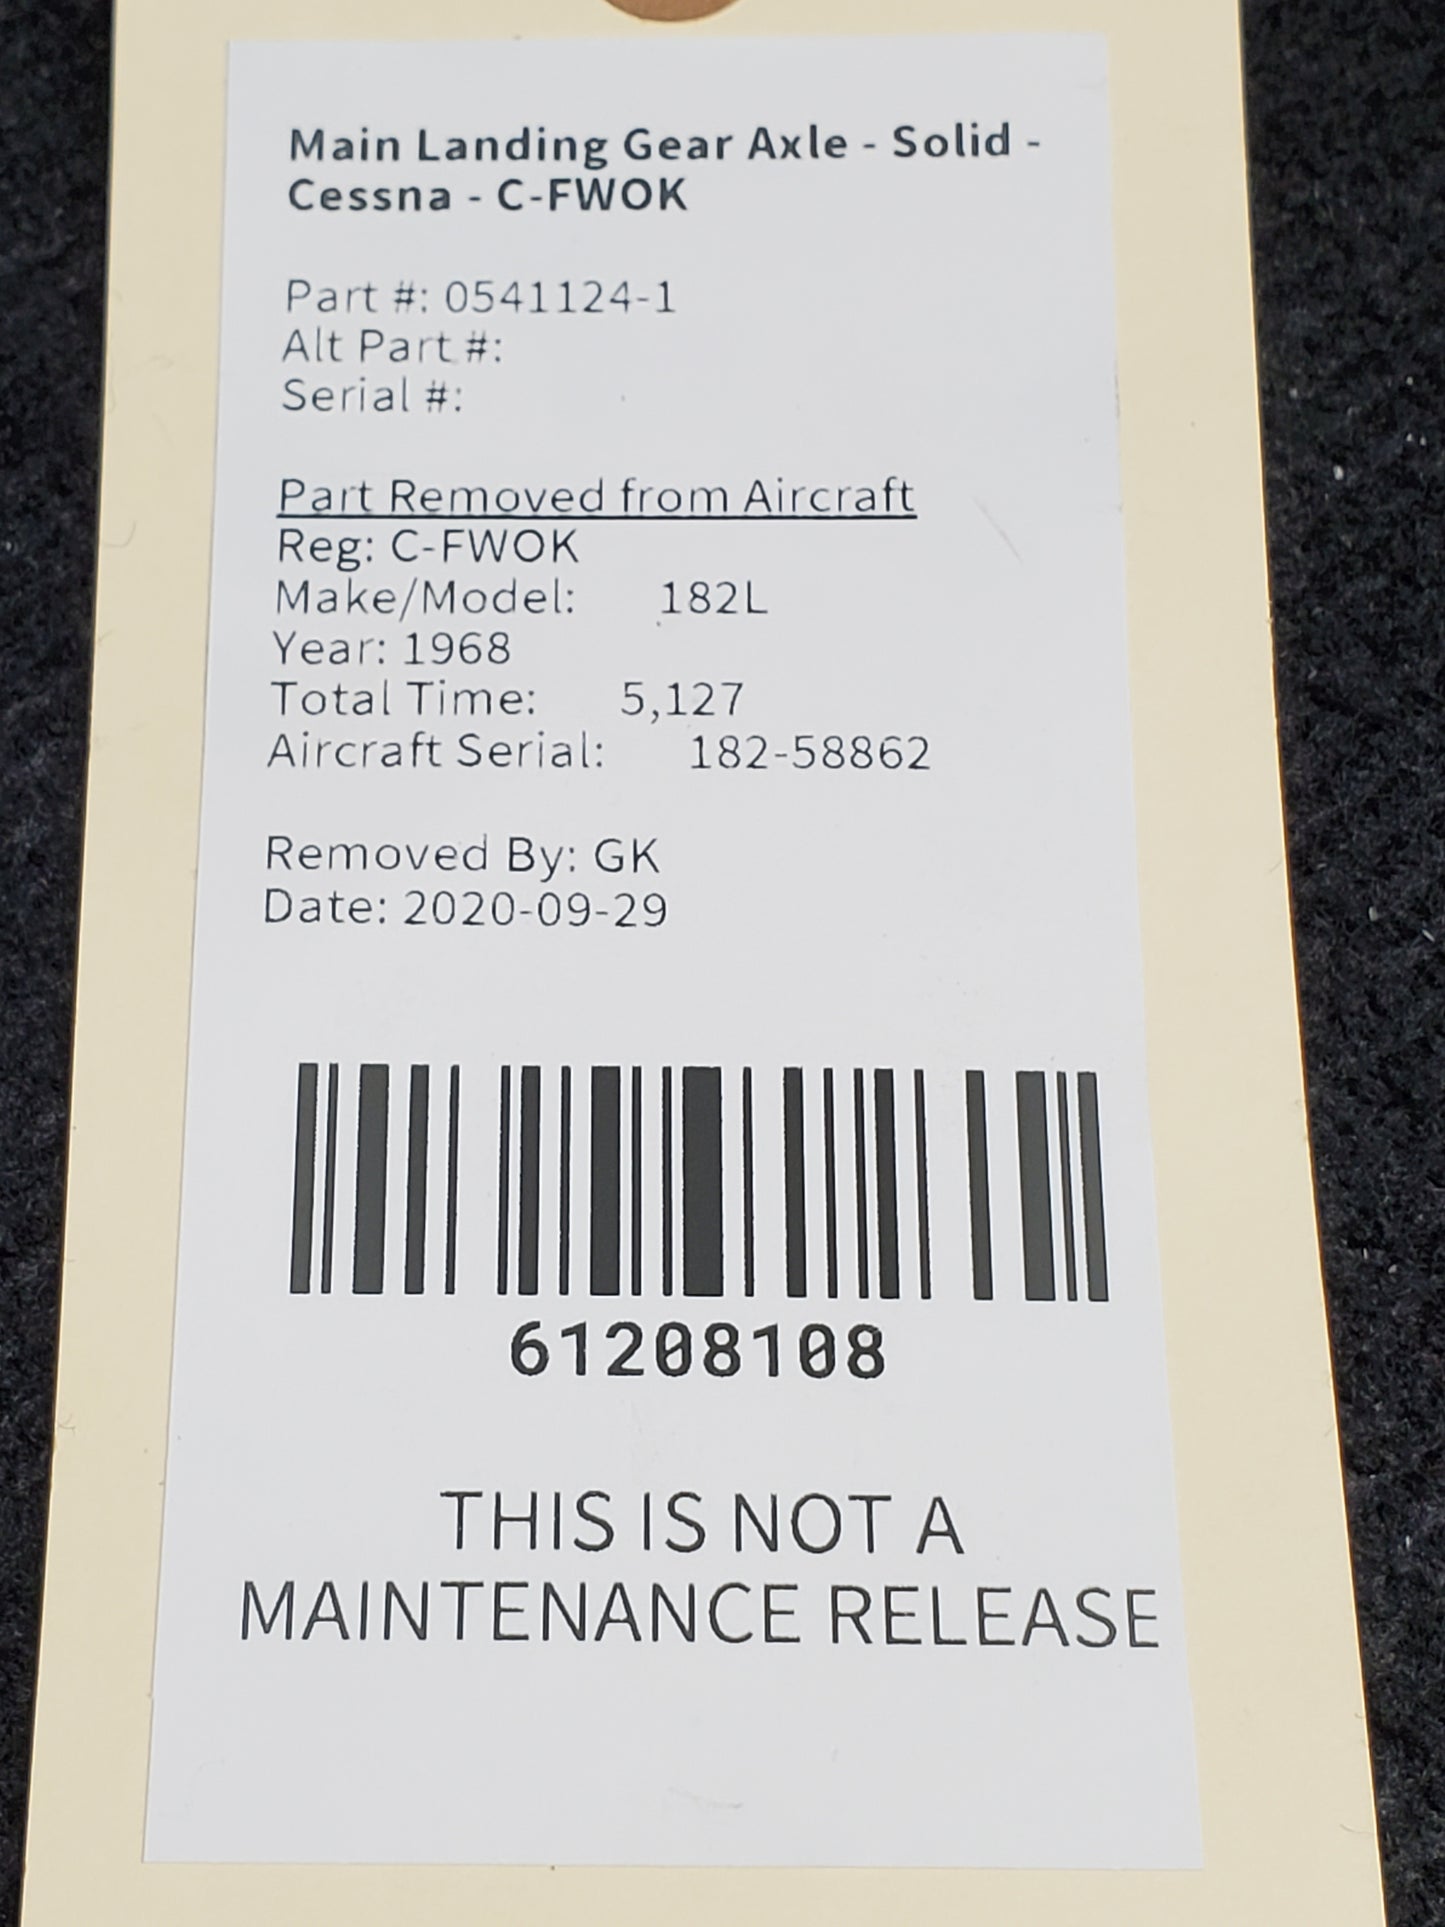 Main Landing Gear Axle - Solid -
Cessna - C-FWOK
Part #: 0541124-1
Alt Part #:
Serial #:
Part Removed from Aircraft
Reg: C-FWOK
Make/Model: 182L
Year: 1968
Total Time: 5,127
Aircraft Serial: 182-58862
Removed By: GK
Date: 2020-09-29
61208108
THIS IS NOT A
MAINTENANCE RELEASE